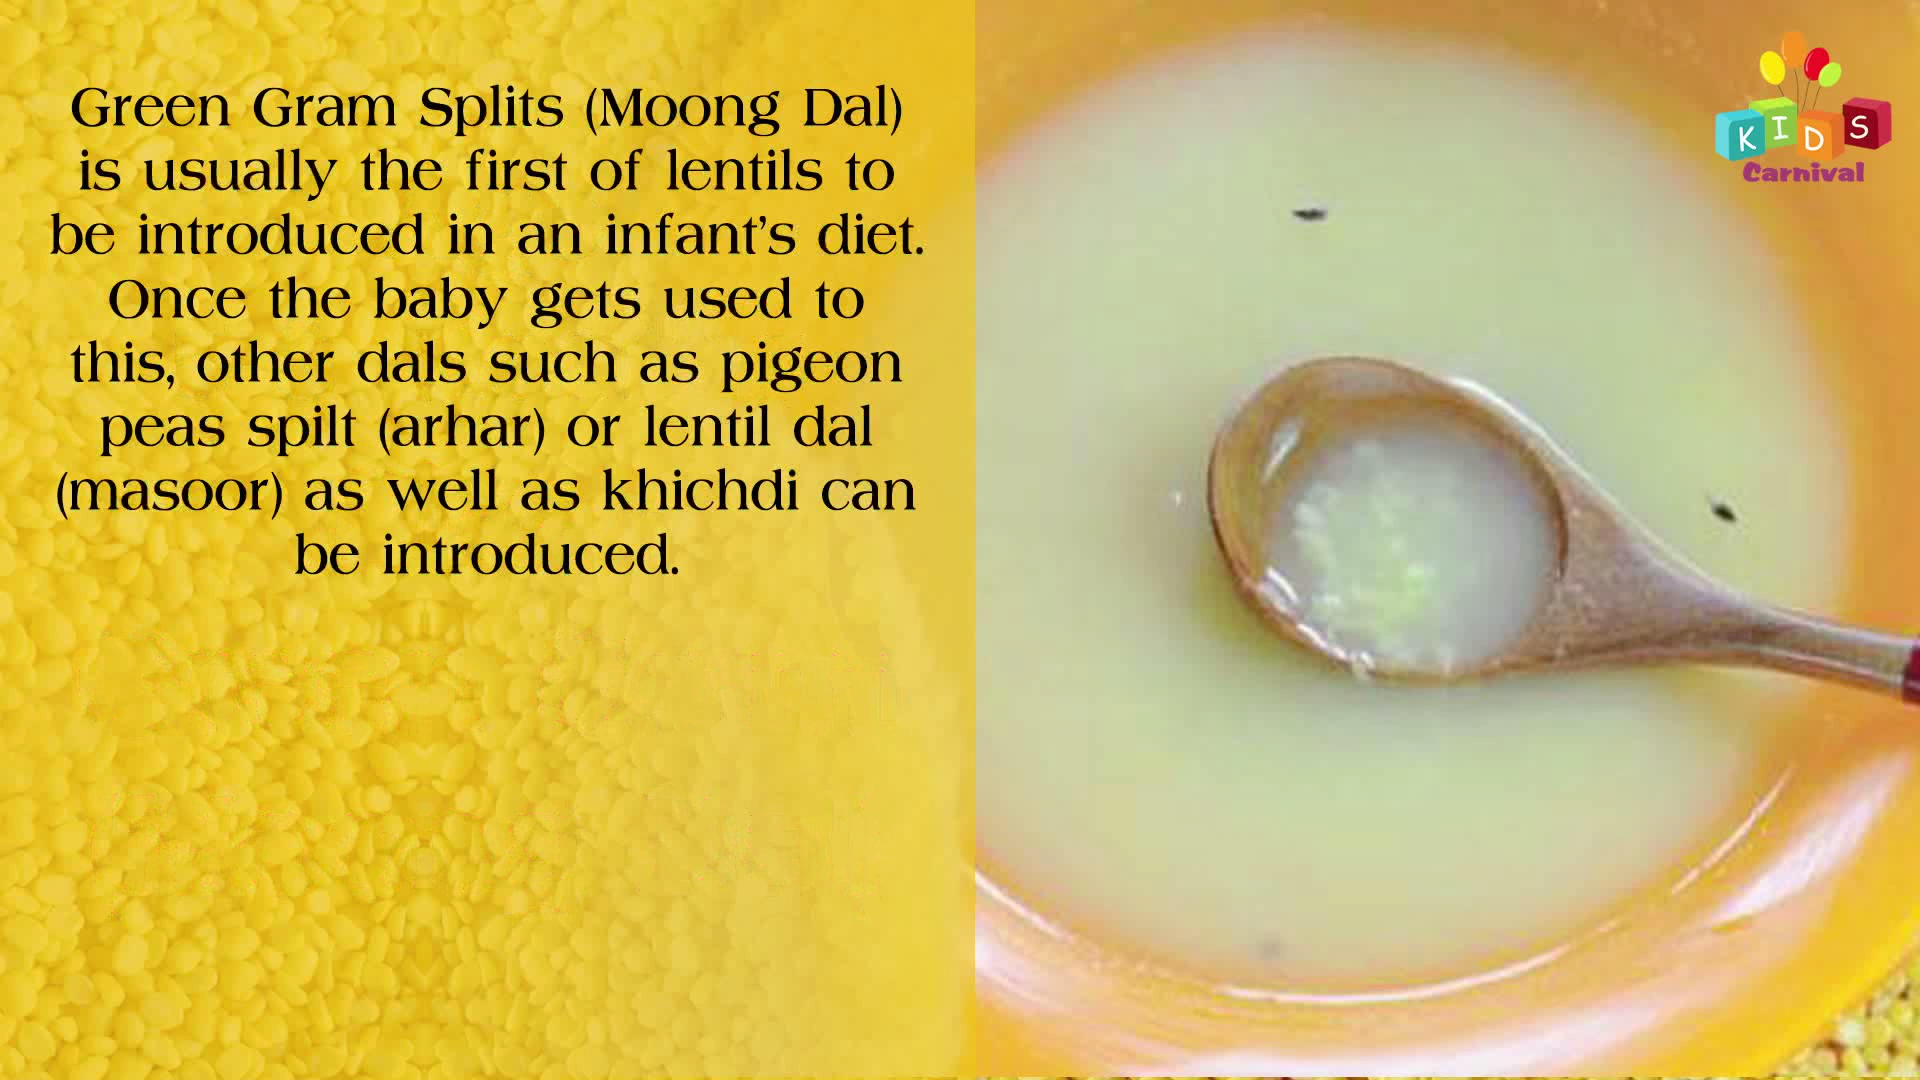 Green Gram Splits (Moong Dal)
is usually the first of lentils to
be introduced in an infant’s diet.
Once the baby gets used to
this, other dals such as pigeon
peas spilt (arhar) or lentil dal
(masoor) as well as khichdi can
be introduced.
KIDS
Carnival